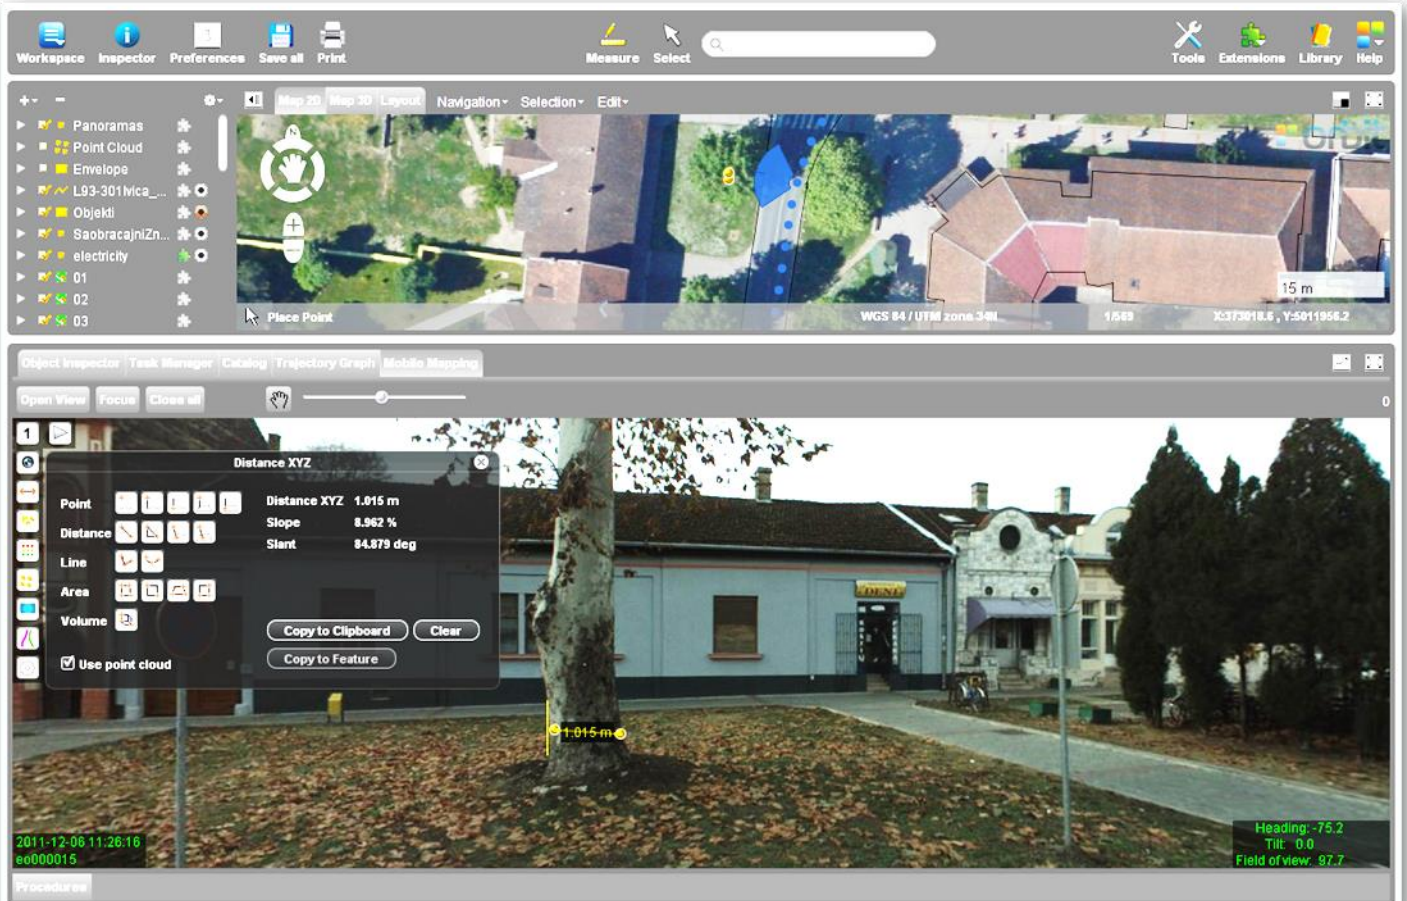 Workspace Inspector Preferences Save all Print Measure Select Tools Extensions Library Help
Map 2D Map 3D Layout Navigation Selection Edit
Panoramas
Point Cloud
Envelope
L93-301Ivica_...
Objekti
SaobracajniZn...
electricity
01
02
03
N
Orbit
15 m
Place Point WGS 84 / UTM zona 34N 1/569 X:373018.6 , Y:5011956.2
Object Inspector Task Manager Catalog Trajectory Graph Mobile Mapping
Open View Focus Close all 0
1
Distance XYZ
Point
Distance
Line
Area
Volume
Use point cloud
Distance XYZ 1.015 m
Slope 8.962 %
Slant 84.879 deg
Copy to Clipboard Clear
Copy to Feature
DENI
1.015 m
2011-12-06 11:26:16
eo000015
Heading: -75.2
Tilt: 0.0
Field of view: 97.7
Procedures